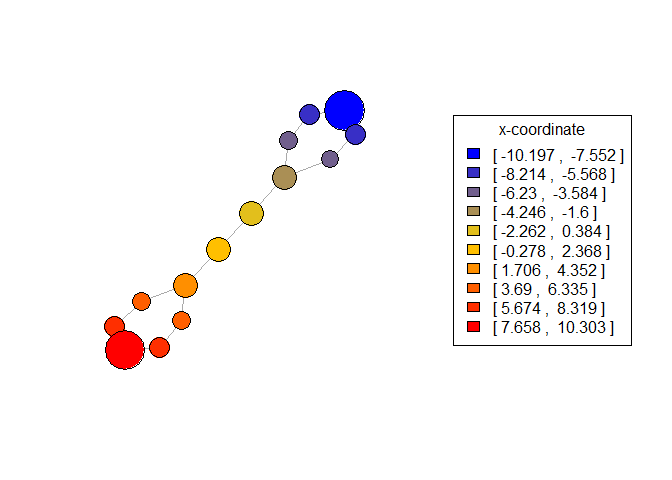 x-coordinate
[ -10.197 , -7.552 ]
[ -8.214 , -5.568 ]
[ -6.23 , -3.584 ]
[ -4.246 , -1.6 ]
[ -2.262 , 0.384 ]
[ -0.278 , 2.368 ]
[ 1.706 , 4.352 ]
[ 3.69 , 6.335 ]
[ 5.674 , 8.319 ]
[ 7.658 , 10.303 ]